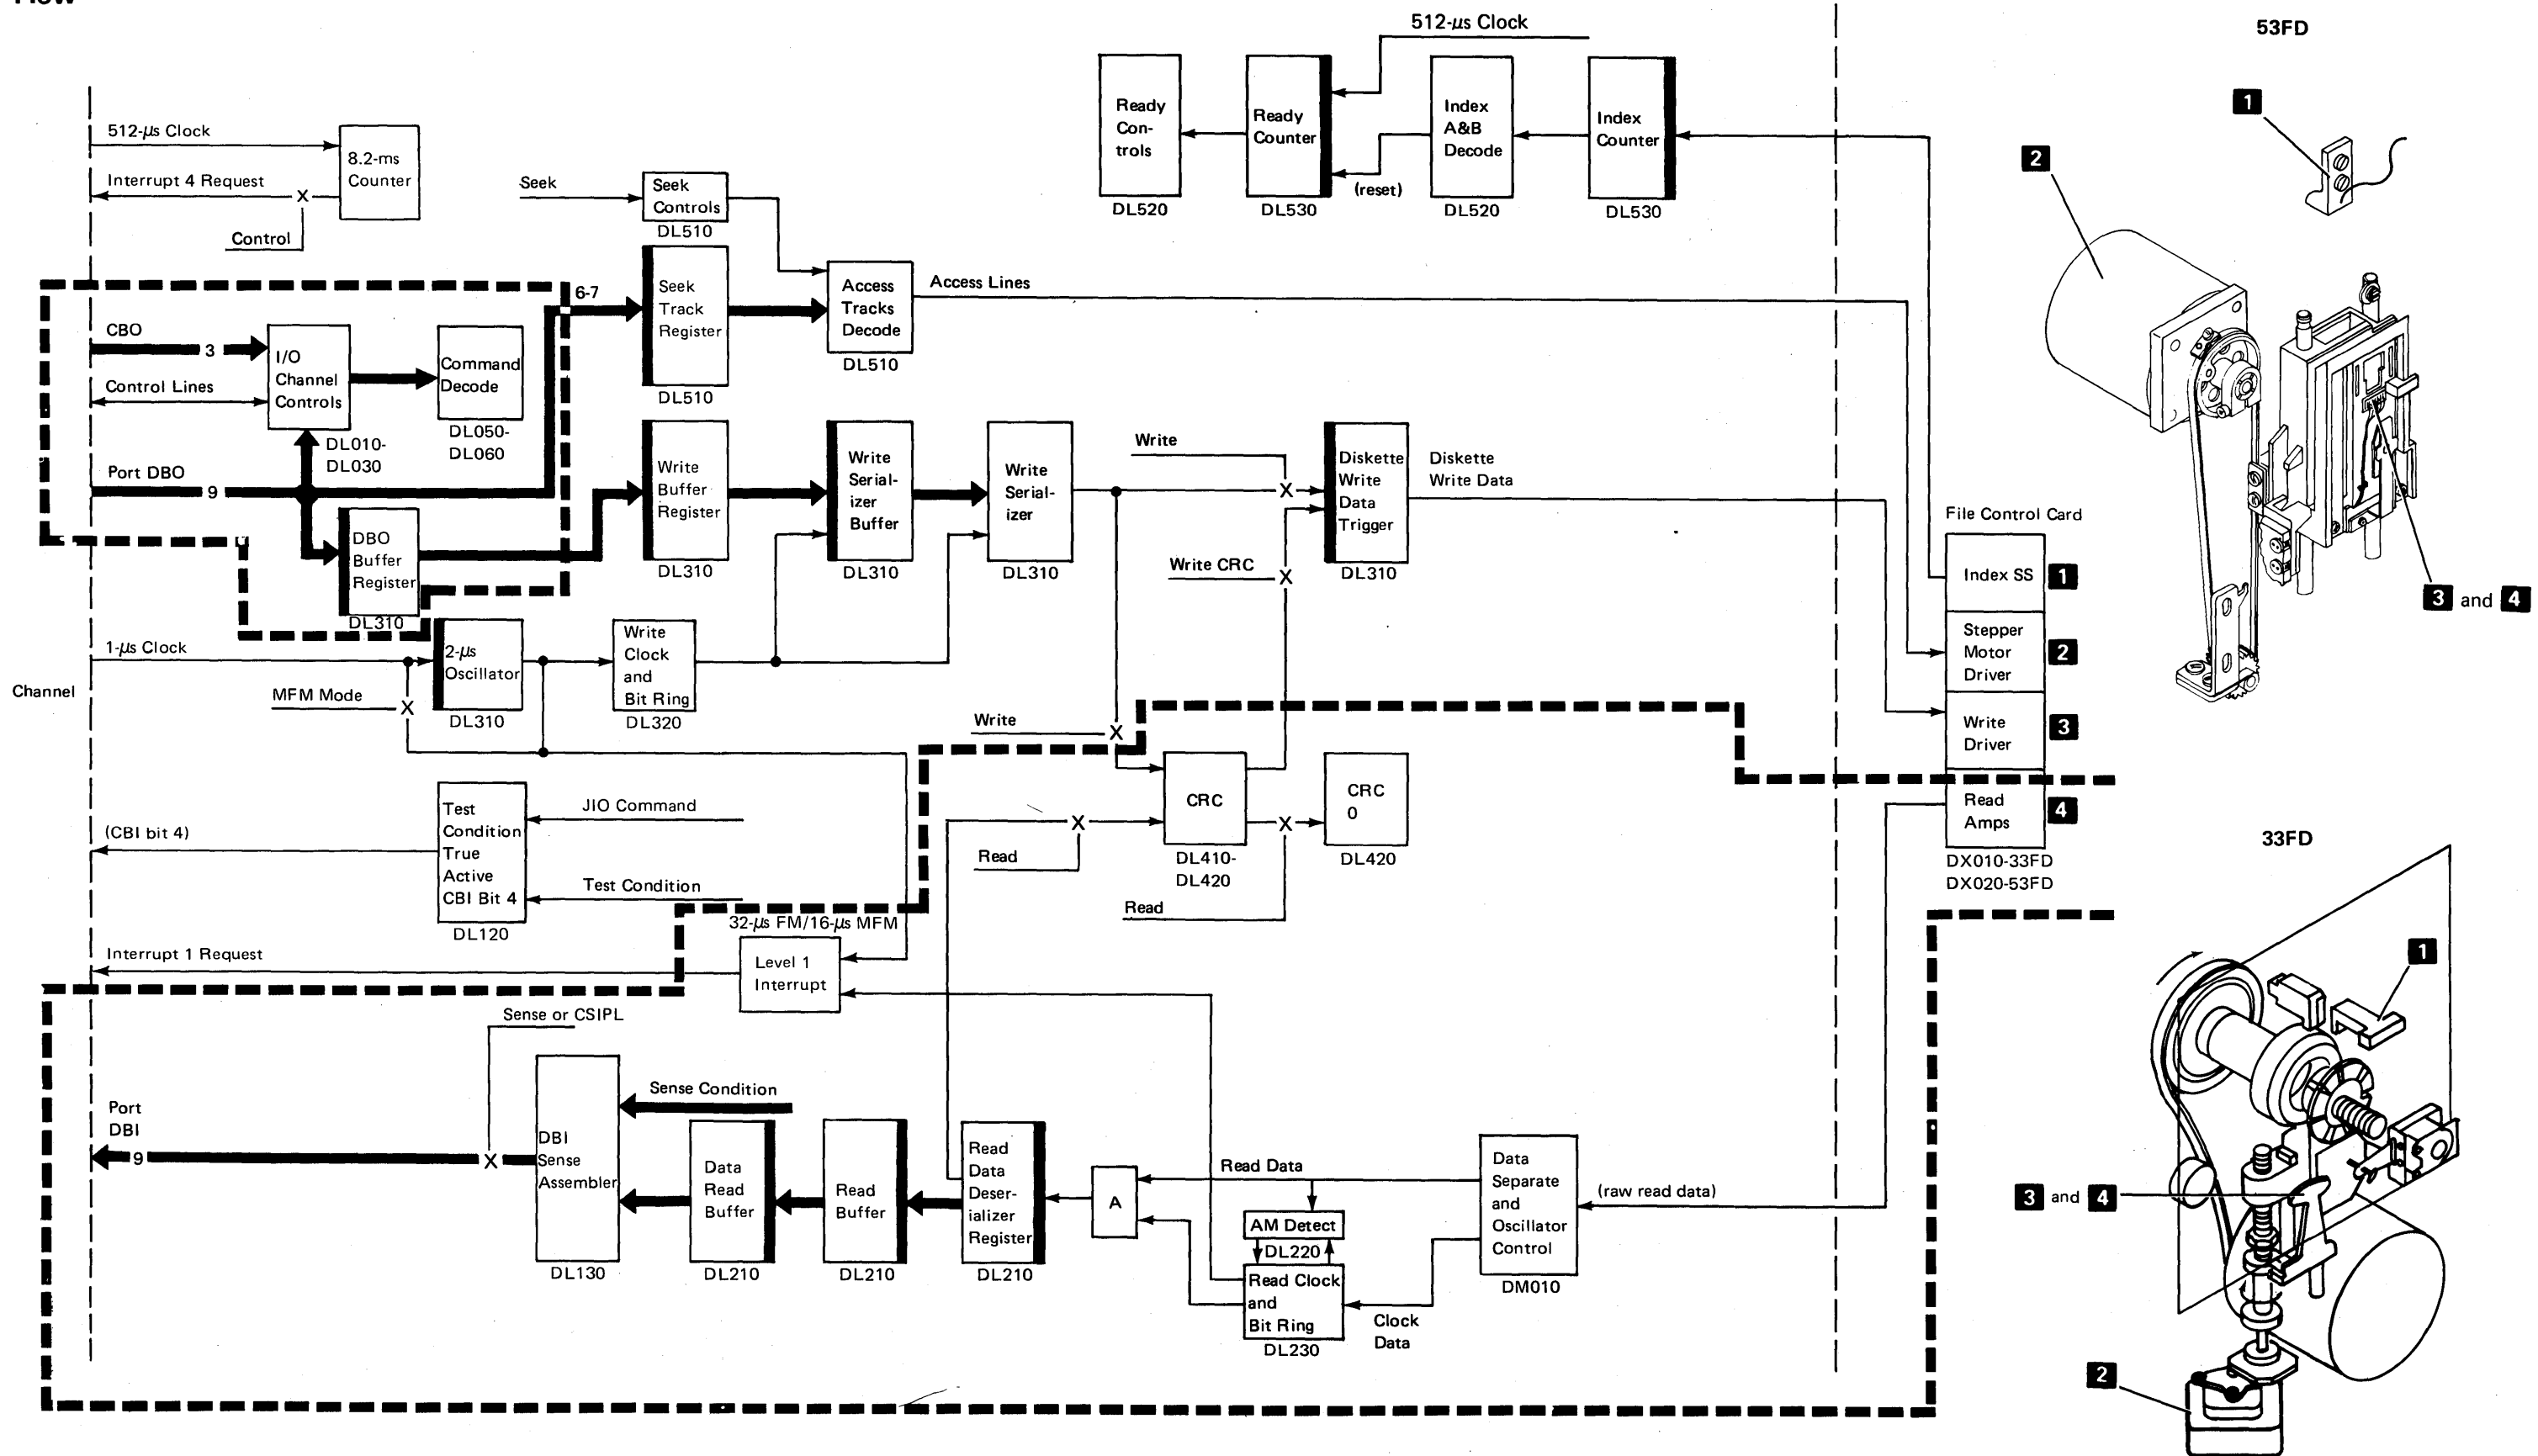 Flow
512-μs Clock
53FD
1
2
512-μs Clock
Interrupt 4 Request
X
Control
8.2-ms
Counter
Seek
Seek
Controls
DL510
Ready
Con-
trols
DL520
Ready
Counter
DL530
(reset)
Index
A&B
Decode
DL520
Index
Counter
DL530
6-7
Seek
Track
Register
DL510
Access
Tracks
Decode
DL510
Access Lines
CBO
3
Control Lines
I/O
Channel
Controls
DL010-
DL030
Command
Decode
DL050-
DL060
Port DBO
9
DBO
Buffer
Register
DL310
Write
Buffer
Register
DL310
Write
Serial-
izer
Buffer
DL310
Write
Serial-
izer
DL310
Write
X
Write CRC
X
Diskette
Write
Data
Trigger
DL310
Diskette
Write Data
File Control Card
Index SS
1
Stepper
Motor
Driver
2
Write
Driver
3
Read
Amps
4
DX010-33FD
DX020-53FD
3 and 4
1-μs Clock
MFM Mode
X
2-μs
Oscillator
DL310
Write
Clock
and
Bit Ring
DL320
Channel
Write
X
CRC
DL410-
DL420
X
CRC
0
DL420
Read
X
Read
Test
Condition
True
Active
CBI Bit 4
DL120
JIO Command
Test Condition
(CBI bit 4)
32-μs FM/16-μs MFM
Interrupt 1 Request
Level 1
Interrupt
Sense or CSIPL
Port
DBI
9
X
DBI
Sense
Assembler
DL130
Sense Condition
Data
Read
Buffer
DL210
Read
Buffer
DL210
Read
Data
Deser-
ializer
Register
DL210
A
Read Data
AM Detect
DL220
Read Clock
and
Bit Ring
DL230
Clock
Data
Data
Separate
and
Oscillator
Control
DM010
(raw read data)
33FD
1
3 and 4
2